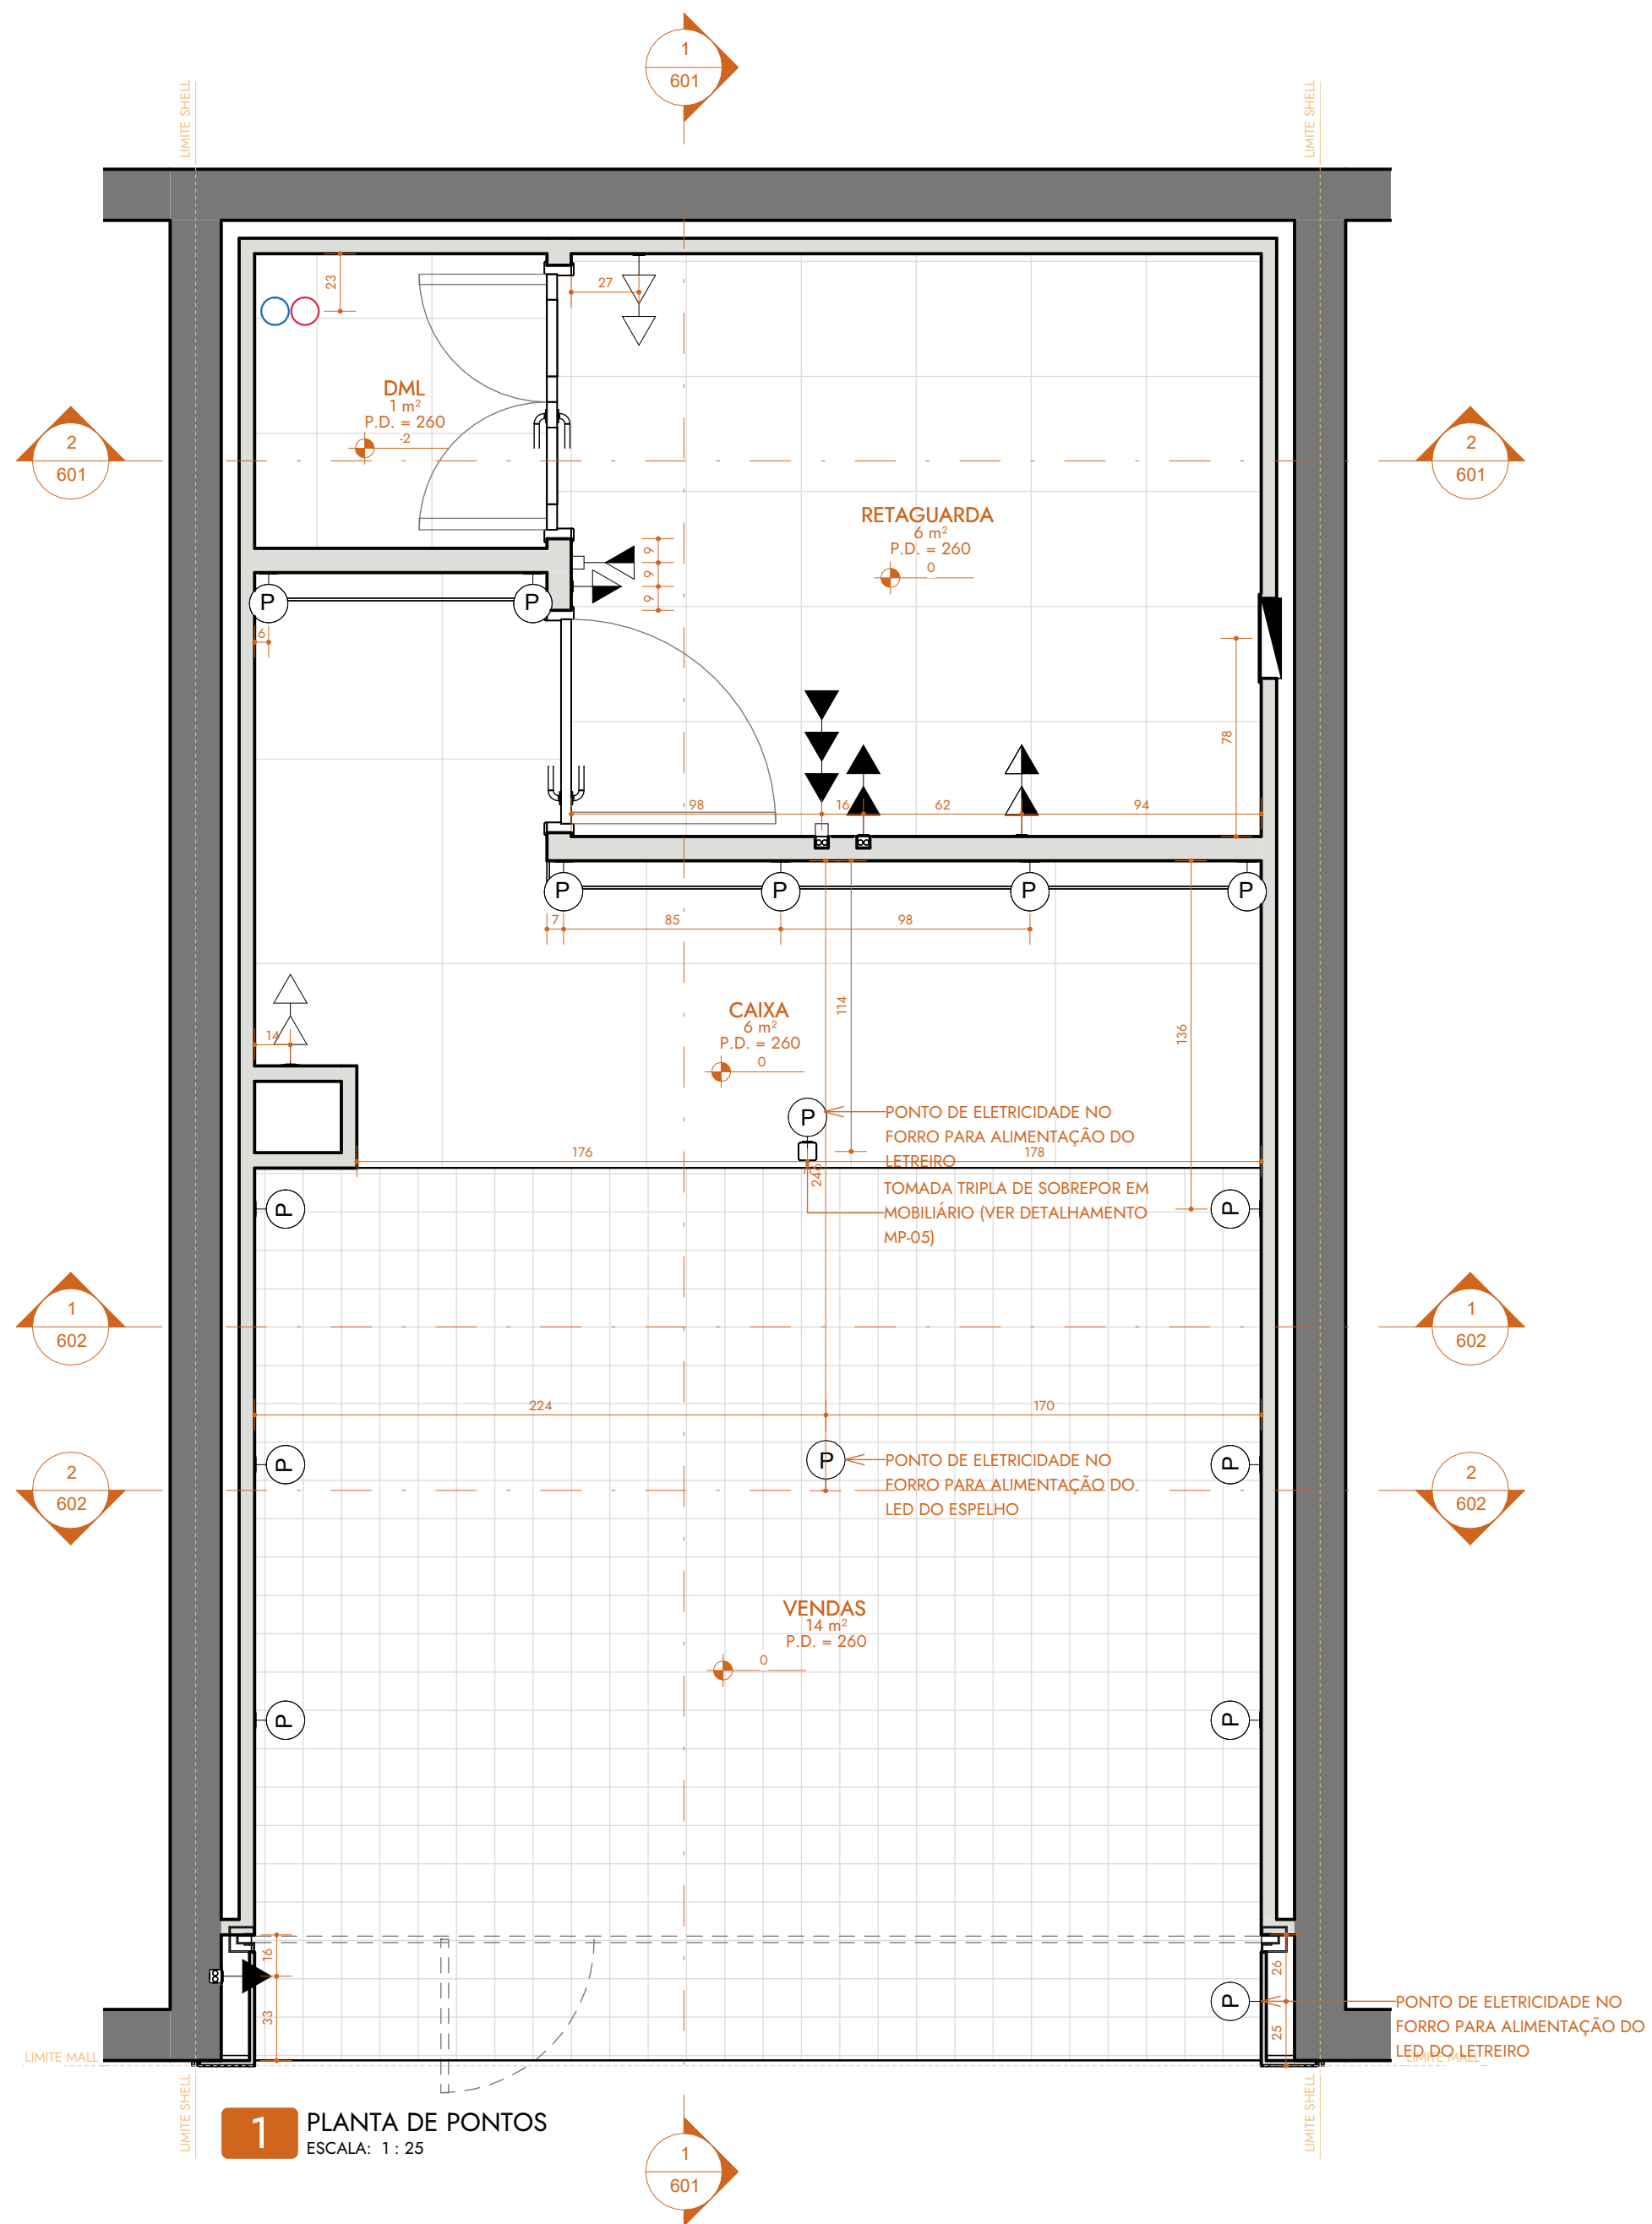 1
601
LIMITE SHELL
LIMITE SHELL
23
27
DML
1 m²
P.D. = 260
-2
2
601
2
601
RETAGUARDA
6 m²
P.D. = 260
0
9
9
9
P
P
6
78
98
16
62
94
P
P
P
P
7
85
98
114
136
CAIXA
6 m²
P.D. = 260
0
14
P
PONTO DE ELETRICIDADE NO
FORRO PARA ALIMENTAÇÃO DO
LETREIRO
176
178
246
TOMADA TRIPLA DE SOBREPOR EM
MOBILIÁRIO (VER DETALHAMENTO
MP-05)
P
P
1
602
1
602
224
170
P
P
P
PONTO DE ELETRICIDADE NO
FORRO PARA ALIMENTAÇÃO DO
LED DO ESPELHO
2
602
2
602
VENDAS
14 m²
P.D. = 260
0
P
P
16
33
26
25
P
PONTO DE ELETRICIDADE NO
FORRO PARA ALIMENTAÇÃO DO
LED DO LETREIRO
LIMITE MALL
LIMITE MALL
LIMITE SHELL
LIMITE SHELL
1
PLANTA DE PONTOS
ESCALA: 1 : 25
1
601